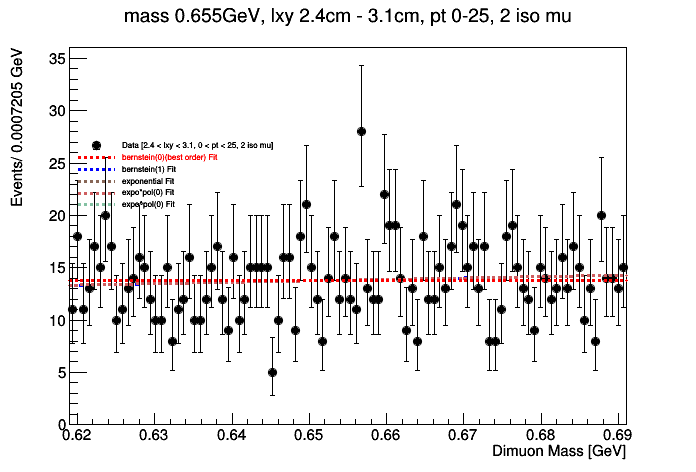 mass 0.655GeV, lxy 2.4cm - 3.1cm, pt 0-25, 2 iso mu
Events/ 0.0007205 GeV
35
30
25
20
15
10
5
0
Data [2.4 < lxy < 3.1, 0 < pt < 25, 2 iso mu]
bernstein(0)(best order) Fit
bernstein(1) Fit
exponential Fit
expo*pol(0) Fit
expo*pol(0) Fit
0.62 0.63 0.64 0.65 0.66 0.67 0.68 0.69
Dimuon Mass [GeV]